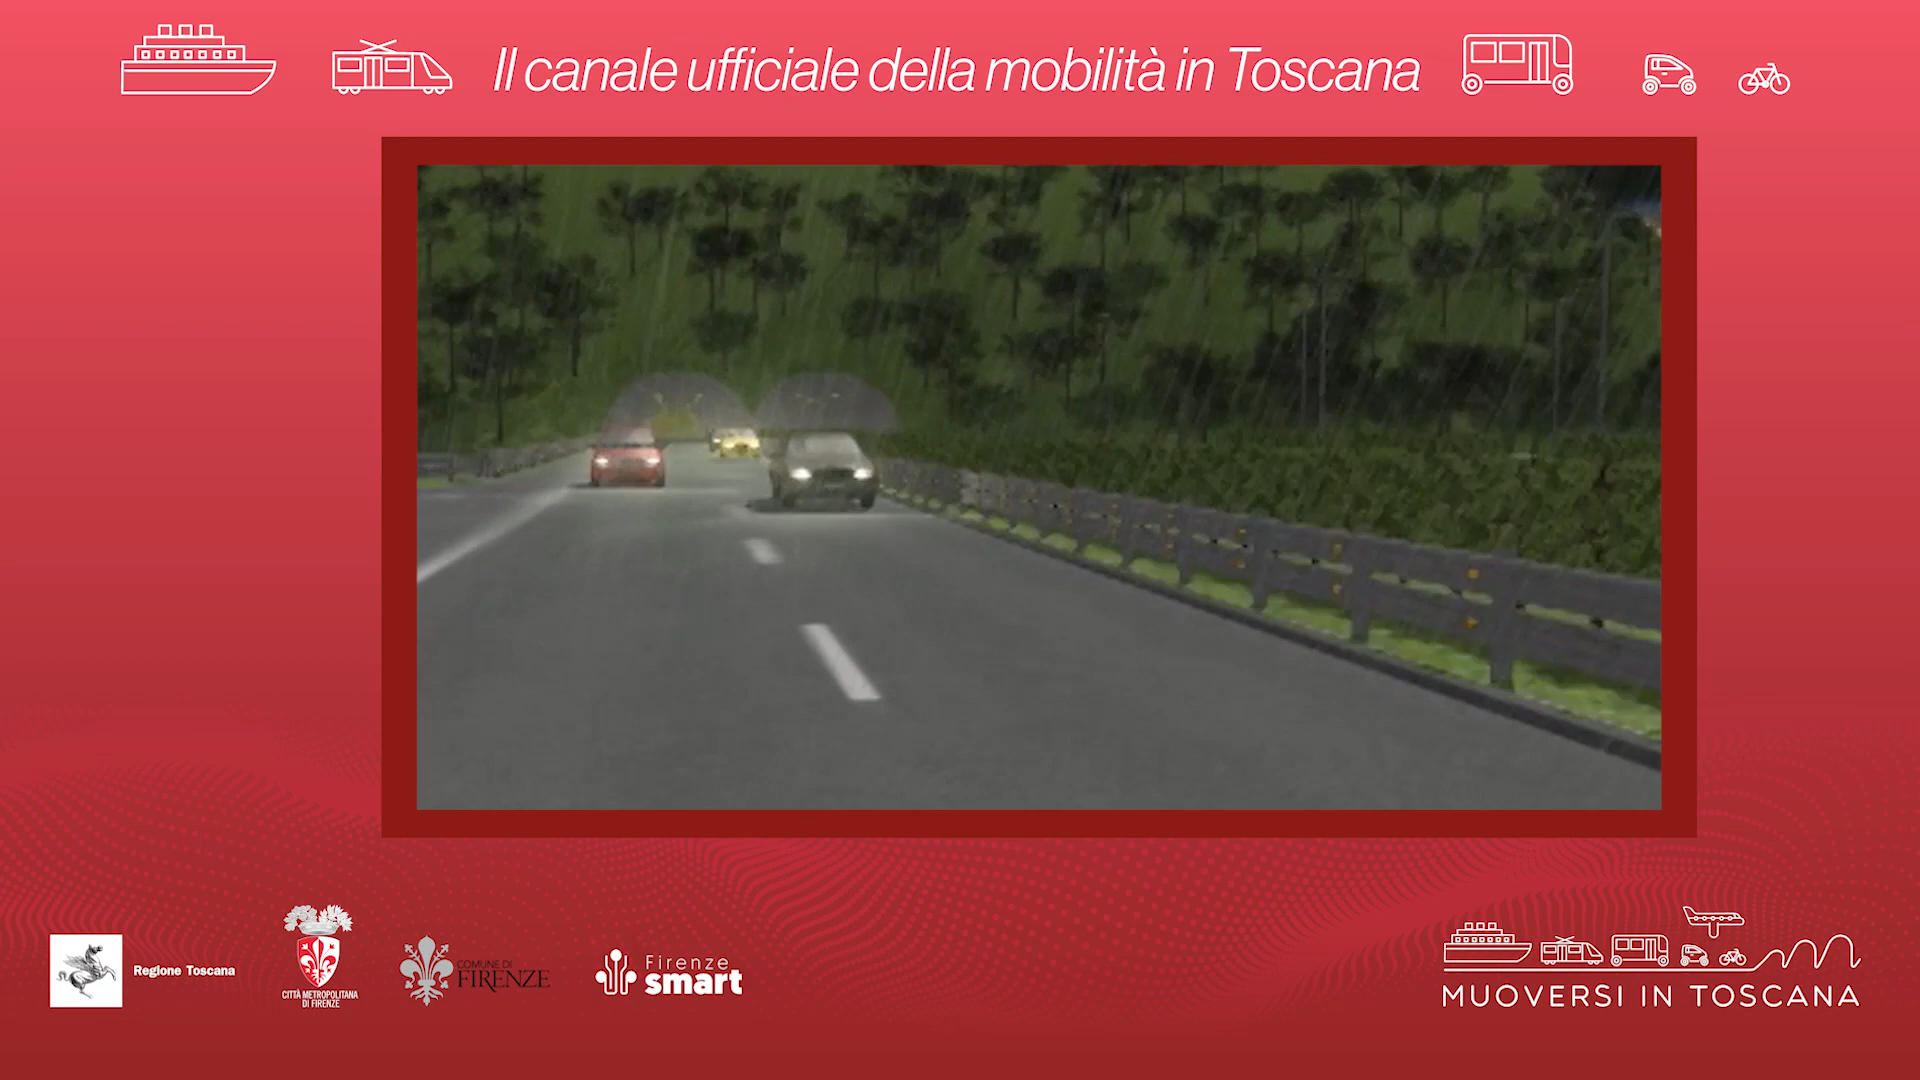 Il canale ufficiale della mobilità in Toscana
Regione Toscana
CITTÀ METROPOLITANA
DI FIRENZE
COMUNE DI
FIRENZE
Firenze
smart
MUOVERSI IN TOSCANA